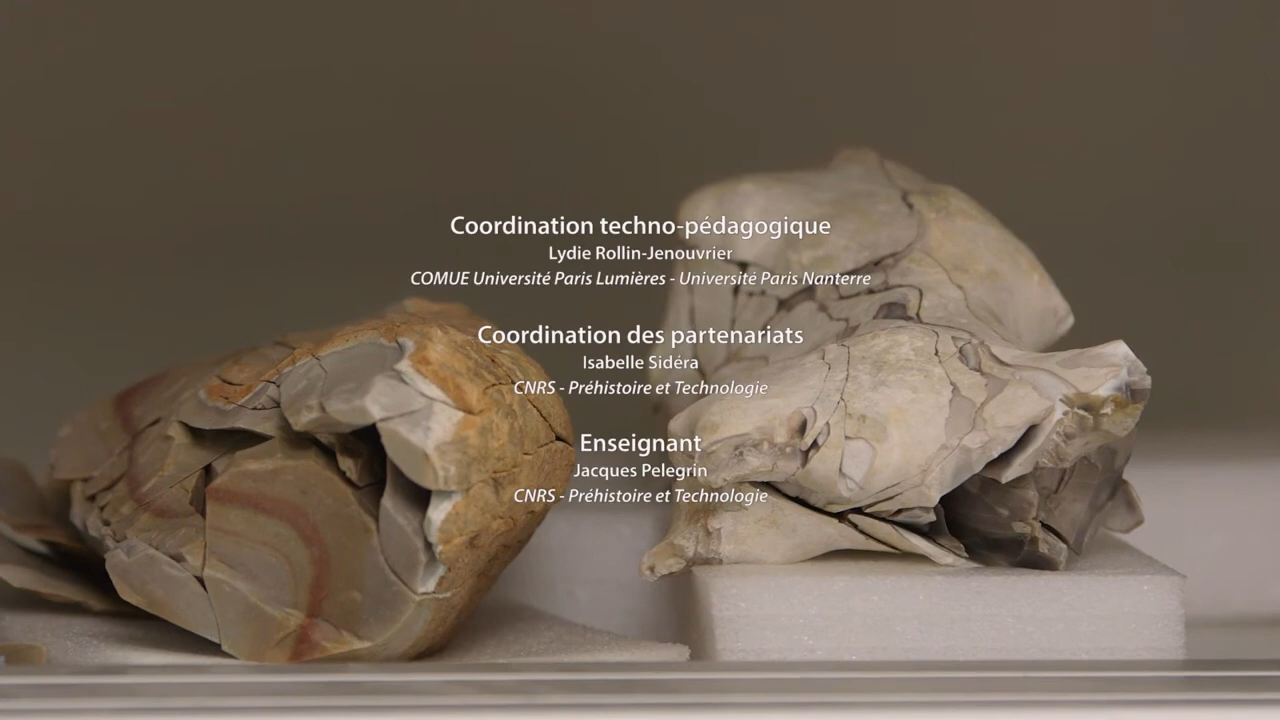 Coordination techno-pédagogique
Lydie Rollin-Jenouvrier
COMUE Université Paris Lumières - Université Paris Nanterre
Coordination des partenariats
Isabelle Sidéra
CNRS - Préhistoire et Technologie
Enseignant
Jacques Pelegrin
CNRS - Préhistoire et Technologie